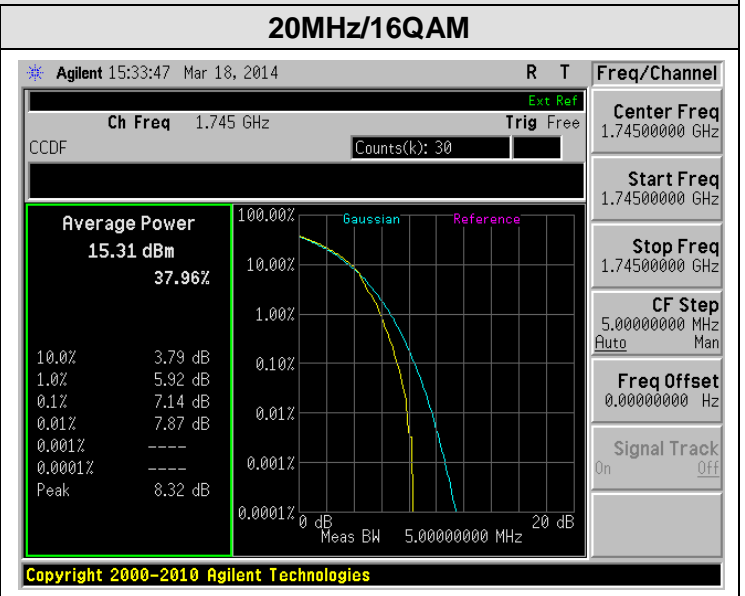 20MHz/16QAM
Agilent 15:33:47 Mar 18, 2014 R T
Freq/Channel
Ext Ref
Ch Freq 1.745 GHz Trig Free
CCDF Counts(k): 30
Center Freq
1.74500000 GHz
Start Freq
1.74500000 GHz
Stop Freq
1.74500000 GHz
CF Step
5.00000000 MHz
Auto Man
Freq Offset
0.00000000 Hz
Signal Track
On Off
Average Power
15.31 dBm
37.96%
10.0% 3.79 dB
1.0% 5.92 dB
0.1% 7.14 dB
0.01% 7.87 dB
0.001% ----
0.0001% ----
Peak 8.32 dB
100.00% Gaussian Reference
10.00%
1.00%
0.10%
0.01%
0.001%
0.0001%
0 dB 20 dB
Meas BW 5.00000000 MHz
Copyright 2000-2010 Agilent Technologies